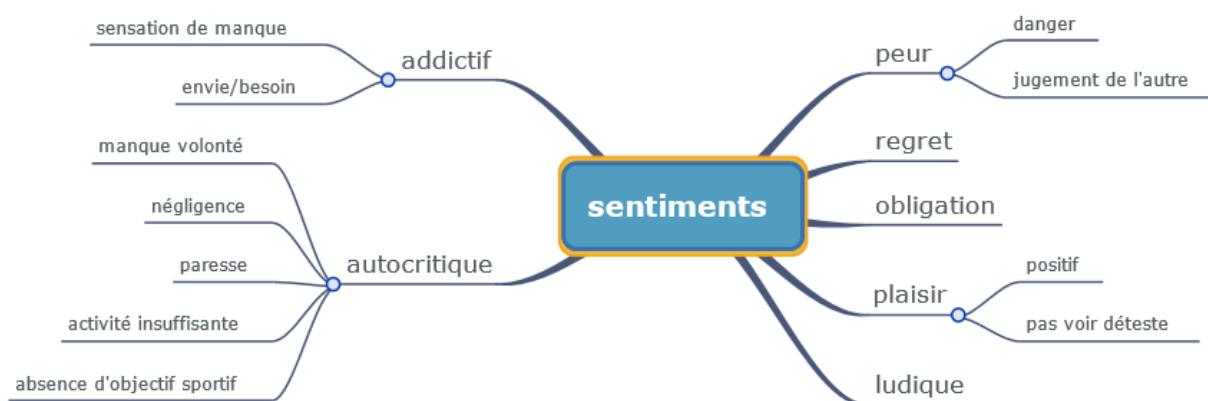 sensation de manque
envie/besoin
addictif
manque volonté
négligence
paresse
activité insuffisante
absence d'objectif sportif
autocritique
sentiments
peur
danger
jugement de l'autre
regret
obligation
plaisir
positif
pas voir déteste
ludique